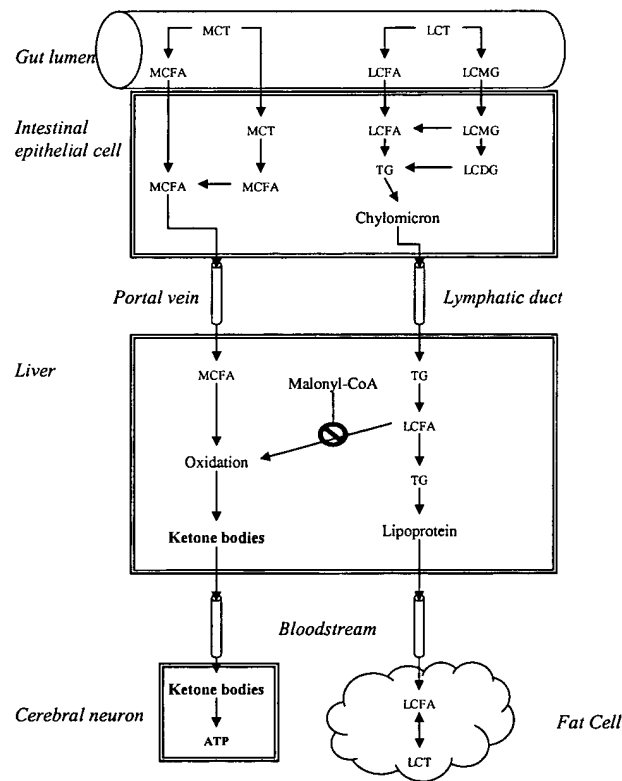 MCT LCT
Gut lumen
MCFA LCFA LCMG
Intestinal
epithelial cell
MCT LCFA LCMG
MCFA MCFA TG LCDG
Chylomicron
Portal vein Lymphatic duct
Liver
MCFA TG
Malonyl-CoA
LCFA
Oxidation
TG
Ketone bodies Lipoprotein
Bloodstream
Ketone bodies
LCFA
Cerebral neuron Fat Cell
ATP
LCT